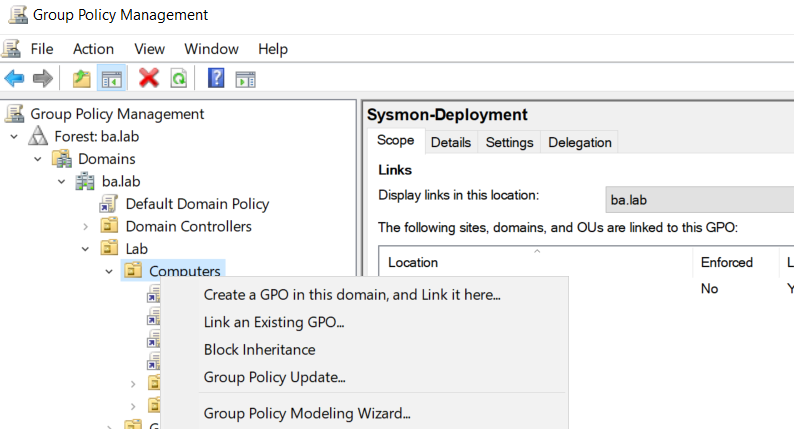 Group Policy Management
File Action View Window Help
Group Policy Management
Forest: ba.lab
Domains
ba.lab
Default Domain Policy
Domain Controllers
Lab
Computers
Create a GPO in this domain, and Link it here...
Link an Existing GPO...
Block Inheritance
Group Policy Update...
Group Policy Modeling Wizard...
Sysmon-Deployment
Scope Details Settings Delegation
Links
Display links in this location: ba.lab
The following sites, domains, and OUs are linked to this GPO:
Location Enforced L
No Y